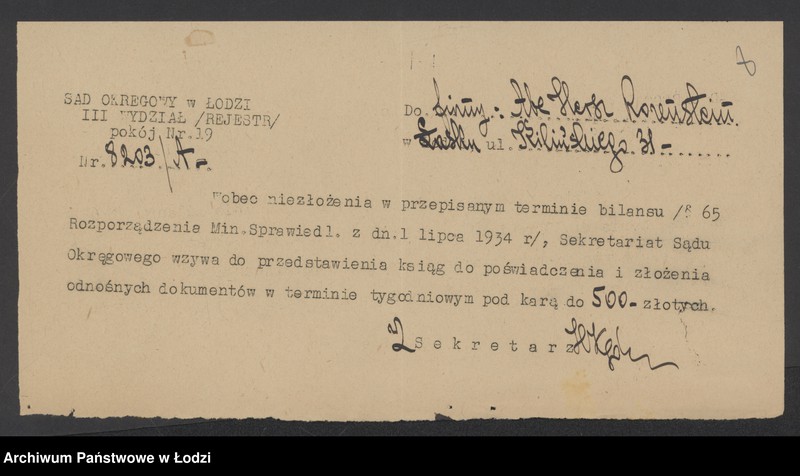 SĄD OKRĘGOWY w ŁODZI
III WYDZIAŁ /REJESTR/
pokój Nr.19
Nr. 8203/A-
Do firmy: Abe Hersz Rozensztein.
w Łasku ul. Kilińskiego 31-
Wobec niezłożenia w przepisanym terminie bilansu /§ 65
Rozporządzenie Min.Sprawiedl. z dn.1 lipca 1934 r/, Sekretariat Sądu
Okręgowego wzywa do przedstawienia ksiąg do poświadczenia i złożenia
odnośnych dokumentów w terminie tygodniowym pod karą do 500- złotych.
Sekretarz
Archiwum Państwowe w Łodzi